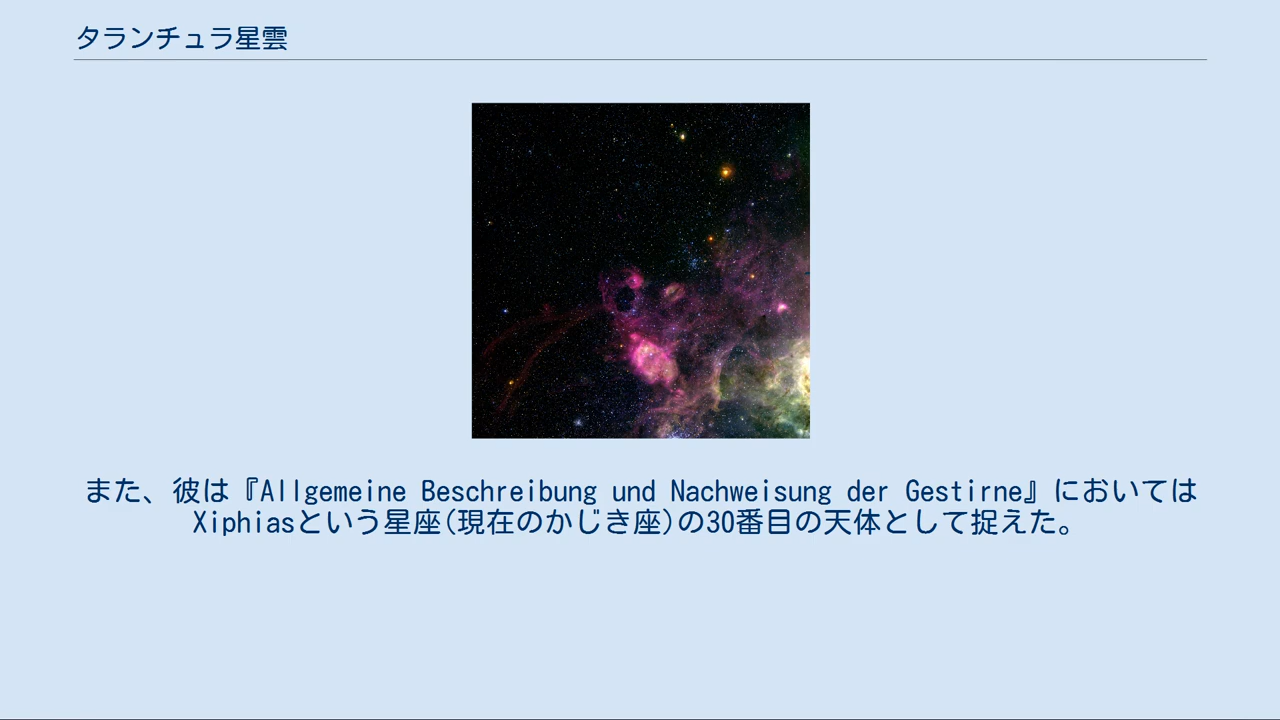 タランチュラ星雲
また、彼は『Allgemeine Beschreibung und Nachweisung der Gestirne』においては
Xiphiasという星座(現在のかじき座)の30番目の天体として捉えた。